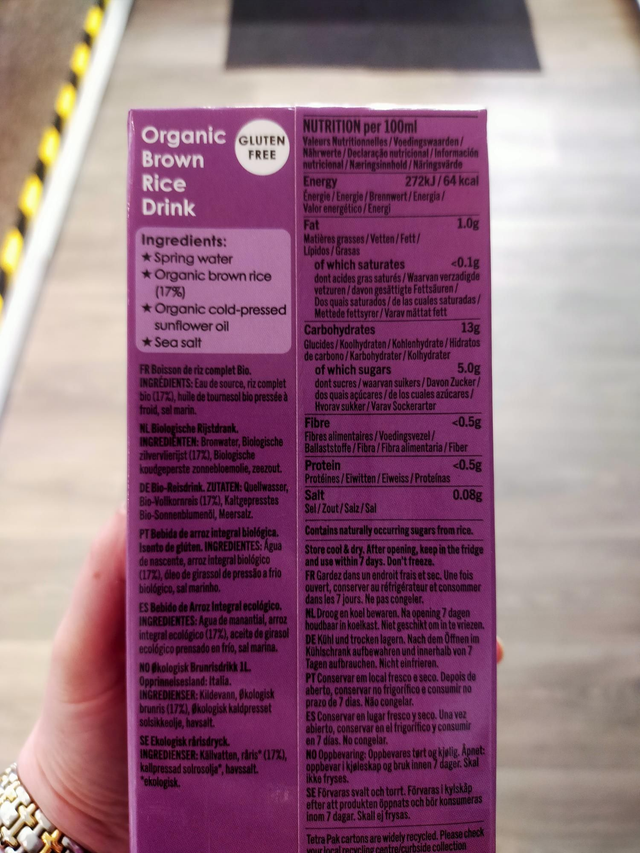 Organic
Brown
Rice
Drink
GLUTEN
FREE
Ingredients:
★ Spring water
★ Organic brown rice
(17%)
★ Organic cold-pressed
sunflower oil
★ Sea salt
FR Boisson de riz complet Bio.
INGRÉDIENTS: Eau de source, riz complet
bio (17%), huile de tournesol bio pressée à
froid, sel marin.
NL Biologische Rijstdrank.
INGREDIËNTEN: Bronwater, Biologische
zilvervliesrijst (17%), Biologische
koudgeperste zonnebloemolie, zeezout.
DE Bio-Reisdrink. ZUTATEN: Quellwasser,
Bio-Vollkornreis (17%), Kaltgepresstes
Bio-Sonnenblumenöl, Meersalz.
PT Bebida de arroz integral biológica.
Isento de glúten. INGREDIENTES: Água
de nascente, arroz integral biológico
(17%), óleo de girassol de pressão a frio
biológico, sal marinho.
ES Bebida de Arroz Integral ecológico.
INGREDIENTES: Agua de manantial, arroz
integral ecológico (17%), aceite de girasol
ecológico prensado en frío, sal marina.
NO Økologisk Brunrisdrikk 1L.
Opprinnelsesland: Italia.
INGREDIENSER: Kildevann, Økologisk
brunris (17%), Økologisk kaldpresset
solsikkeolje, havsalt.
SE Ekologisk rårisdryck.
INGREDIENSER: Källvatten, råris* (17%),
kallpressad solrosolja*, havssalt.
*ekologisk.
NUTRITION per 100ml
Valeurs Nutritionnelles / Voedingswaarden /
Nährwerte / Declaração nutricional / Información
nutricional / Næringsinnhold / Näringsvärde
Energy 272kJ / 64 kcal
Énergie / Energie / Brennwert / Energia /
Valor energético / Energi
Fat 1.0g
Matières grasses / Vetten / Fett /
Lípidos / Grasas
of which saturates <0.1g
dont acides gras saturés / Waarvan verzadigde
vetzuren / davon gesättigte Fettsäuren /
Dos quais saturados / de las cuales saturadas /
Mettede fettsyrer / Varav mättat fett
Carbohydrates 13g
Glucides / Koolhydraten / Kohlenhydrate / Hidratos
de carbono / Karbohydrater / Kolhydrater
of which sugars 5.0g
dont sucres / waarvan suikers / Davon Zucker /
dos quais açúcares / de los cuales azúcares /
Hvorav sukker / Varav Sockerarter
Fibre <0.5g
Fibres alimentaires / Voedingsvezel /
Ballaststoffe / Fibra / Fibra alimentaria / Fiber
Protein <0.5g
Protéines / Eiwitten / Eiweiss / Proteínas
Salt 0.08g
Sel / Zout / Salz / Sal
Contains naturally occurring sugars from rice.
Store cool & dry. After opening, keep in the fridge
and use within 7 days. Don't freeze.
FR Gardez dans un endroit frais et sec. Une fois
ouvert, conserver au réfrigérateur et consommer
dans les 7 jours. Ne pas congeler.
NL Droog en koel bewaren. Na opening 7 dagen
houdbaar in koelkast. Niet geschikt om in te vriezen.
DE Kühl und trocken lagern. Nach dem Öffnen im
Kühlschrank aufbewahren und innerhalb von 7
Tagen aufbrauchen. Nicht einfrieren.
PT Conservar em local fresco e seco. Depois de
aberto, conservar no frigorífico e consumir no
prazo de 7 dias. Não congelar.
ES Conservar en lugar fresco y seco. Una vez
abierto, conservar en el frigorífico y consumir
en 7 días. No congelar.
NO Oppbevaring: Oppbevares tørt og kjølig. Åpnet:
oppbevar i kjøleskap og bruk innen 7 dager. Skal
ikke fryses.
SE Förvaras svalt och torrt. Förvaras i kylskåp
efter att produkten öppnats och bör konsumeras
inom 7 dagar. Skall ej frysas.
Tetra Pak cartons are widely recycled. Please check
your local recycling centre/curbside collection